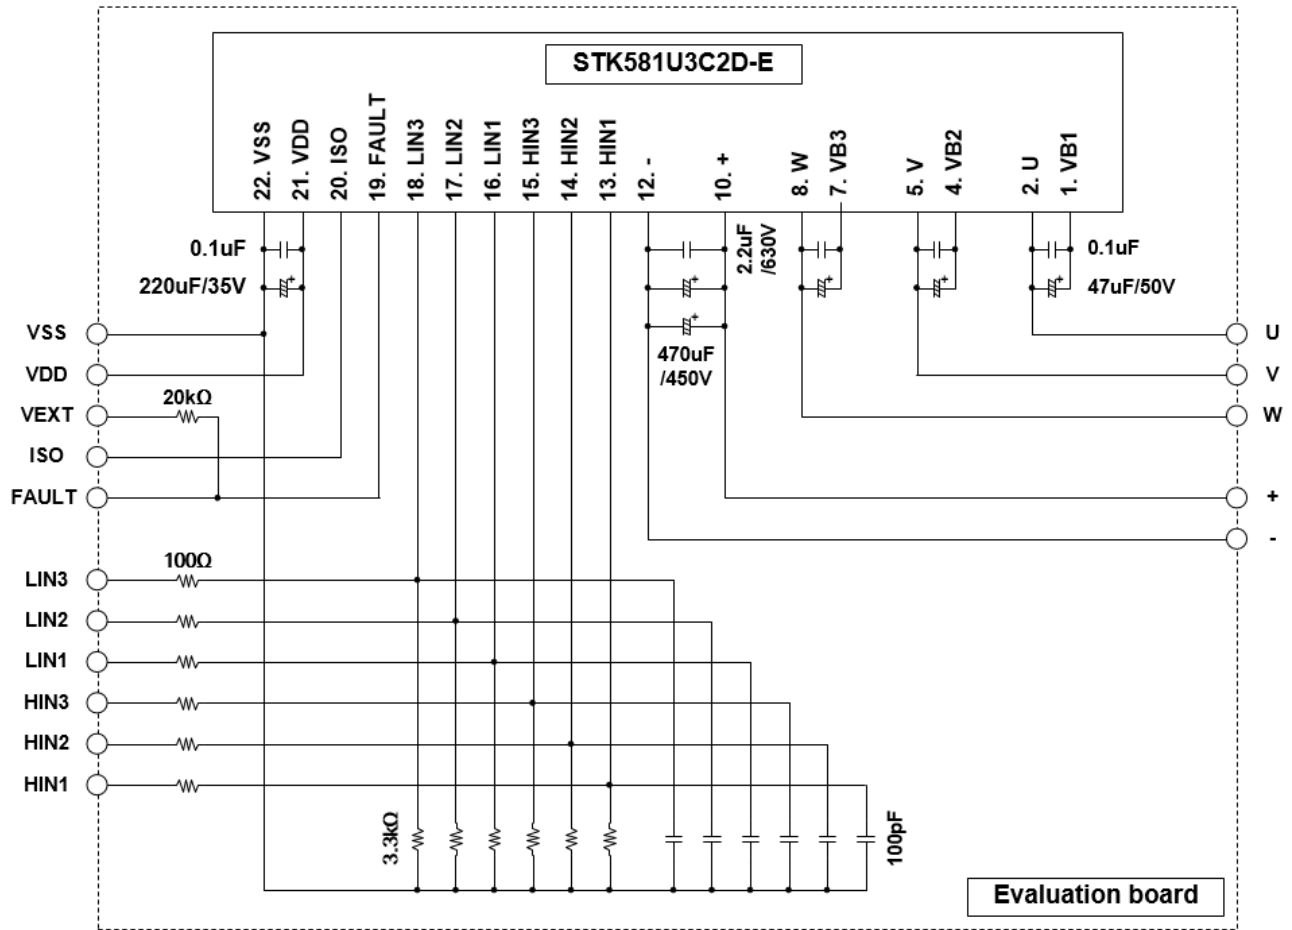 STK581U3C2D-E
22. VSS
21. VDD
20. ISO
19. FAULT
18. LIN3
17. LIN2
16. LIN1
15. HIN3
14. HIN2
13. HIN1
12. -
10. +
8. W
7. VB3
5. V
4. VB2
2. U
1. VB1
0.1uF
220uF/35V
+
2.2uF
/630V
+
+
470uF
/450V
+
+
+
0.1uF
47uF/50V
VSS
VDD
VEXT
20kΩ
ISO
FAULT
U
V
W
+
-
LIN3
100Ω
LIN2
LIN1
HIN3
HIN2
HIN1
3.3kΩ
100pF
Evaluation board